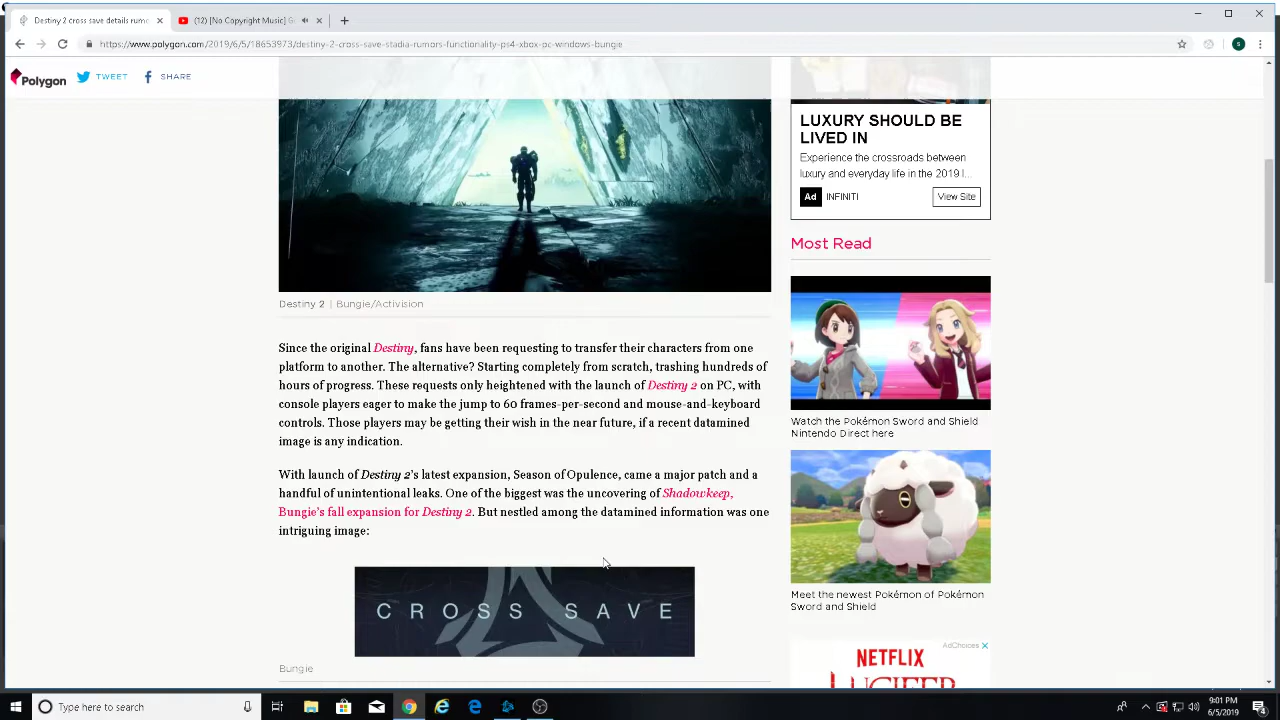 Destiny 2 cross save details rumo
(12) [No Copyright Music] G
https://www.polygon.com/2019/6/5/18653973/destiny-2-cross-save-stadia-rumors-functionality-ps4-xbox-pc-windows-bungie
s
Polygon
TWEET
SHARE
LUXURY SHOULD BE
LIVED IN
Experience the crossroads between
luxury and everyday life in the 2019 I...
Ad INFINITI View Site
Most Read
Destiny 2 | Bungie/Activision
Since the original Destiny, fans have been requesting to transfer their characters from one
platform to another. The alternative? Starting completely from scratch, trashing hundreds of
hours of progress. These requests only heightened with the launch of Destiny 2 on PC, with
console players eager to make the jump to 60 frames-per-second and mouse-and-keyboard
controls. Those players may be getting their wish in the near future, if a recent datamined
image is any indication.
Watch the Pokémon Sword and Shield
Nintendo Direct here
With launch of Destiny 2's latest expansion, Season of Opulence, came a major patch and a
handful of unintentional leaks. One of the biggest was the uncovering of Shadowkeep,
Bungie's fall expansion for Destiny 2. But nestled among the datamined information was one
intriguing image:
CROSS SAVE
Bungie
Meet the newest Pokémon of Pokémon
Sword and Shield
AdChoices
NETFLIX
LUCIFER
Type here to search
9:01 PM
6/5/2019
4